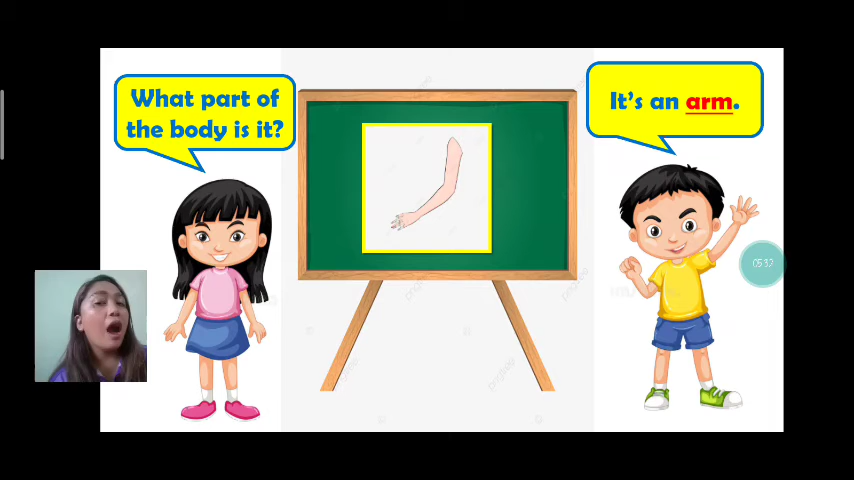 What part of
the body is it?
It's an arm.
05:32